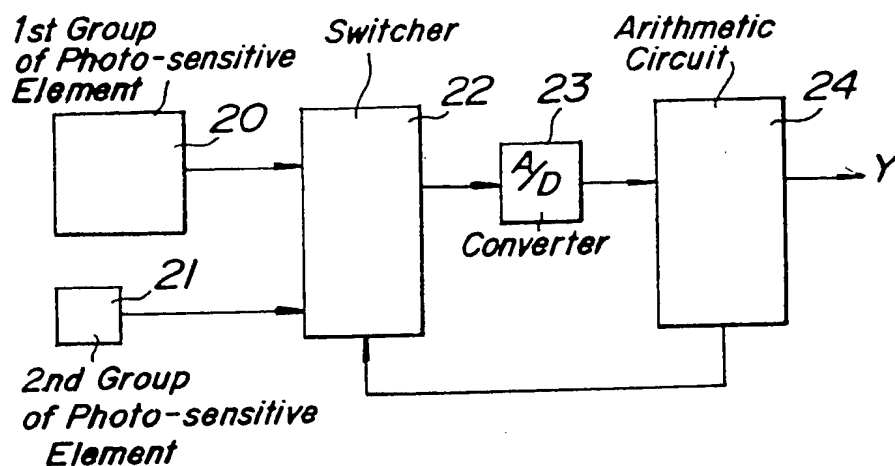 1st Group
of Photo-sensitive
Element
20
Switcher
22
23
A/D
Converter
Arithmetic
Circuit
24
Y
21
2nd Group
of Photo-sensitive
Element